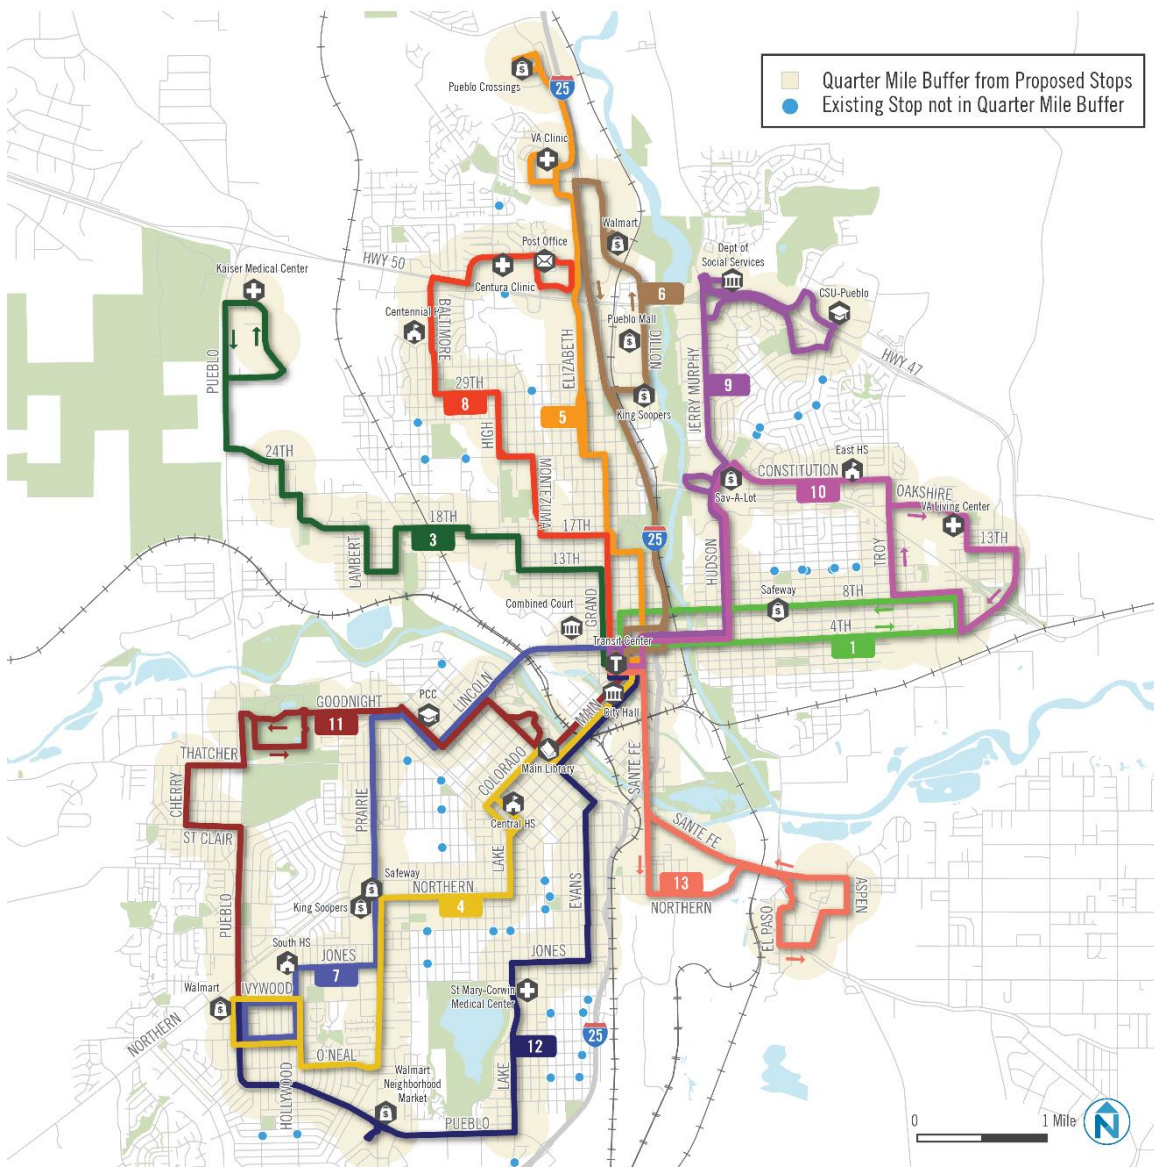 Quarter Mile Buffer from Proposed Stops
Existing Stop not in Quarter Mile Buffer
Pueblo Crossings
25
VA Clinic
Walmart
Post Office
HWY 50
Centura Clinic
Dept of
Social Services
Kaiser Medical Center
6
CSU-Pueblo
BALTIMORE
Centennial
Pueblo Mall
DILLON
HWY 47
PUEBLO
ELIZABETH
JERRY MURPHY
29TH
8
9
King Soopers
5
HIGH
24TH
East HS
CONSTITUTION
10
OAKSHIRE
Sav-A-Lot
MONTEZUMA
VA Living Center
18TH
17TH
3
25
13TH
LAMBERT
13TH
HUDSON
TROY
Safeway
8TH
Combined Court
GRAND
4TH
Transit Center
1
T
LINCOLN
PCC
GOODNIGHT
11
MAIN
City Hall
THATCHER
COLORADO
Main Library
SANTE FE
CHERRY
PRAIRIE
ST CLAIR
Central HS
SANTE FE
LAKE
Safeway
NORTHERN
4
King Soopers
EVANS
13
NORTHERN
ASPEN
EL PASO
PUEBLO
South HS
JONES
7
JONES
Walmart
IVYWOOD
St Mary-Corwin
Medical Center
NORTHERN
25
12
O'NEAL
Walmart
Neighborhood
Market
HOLLYWOOD
LAKE
PUEBLO
0
1 Mile
N